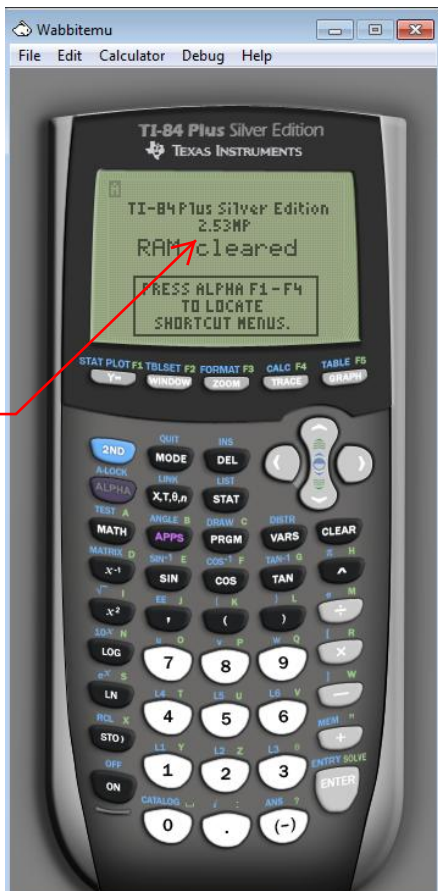 Wabbitemu
File Edit Calculator Debug Help
TI-84 Plus Silver Edition
TEXAS INSTRUMENTS
TI-84 Plus Silver Edition
2.53MP
RAM cleared
PRESS ALPHA F1-F4
TO LOCATE
SHORTCUT MENUS.
STAT PLOT F1 TBLSET F2 FORMAT F3 CALC F4 TABLE F5
Y= WINDOW ZOOM TRACE GRAPH
QUIT INS
2ND MODE DEL
A-LOCK LINK LIST
ALPHA X,T,θ,n STAT
TEST A ANGLE B DRAW C DISTR
MATH APPS PRGM VARS CLEAR
MATRIX D SIN-1 E COS-1 F TAN-1 G π H
x-1 SIN COS TAN ^
√ I EE J { K } L e M
x² , ( ) ÷
10x N u O v P w Q [ R
LOG 7 8 9 ×
ex S L4 T L5 U L6 V ] W
LN 4 5 6 −
RCL X L1 Y L2 Z L3 θ MEM "
STO› 1 2 3 +
OFF CATALOG i : ANS ? ENTRY SOLVE
ON 0 . (-) ENTER